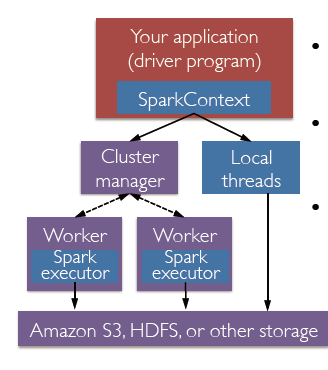 Your application
(driver program)
SparkContext
Cluster
manager
Local
threads
Worker
Spark
executor
Worker
Spark
executor
Amazon S3, HDFS, or other storage